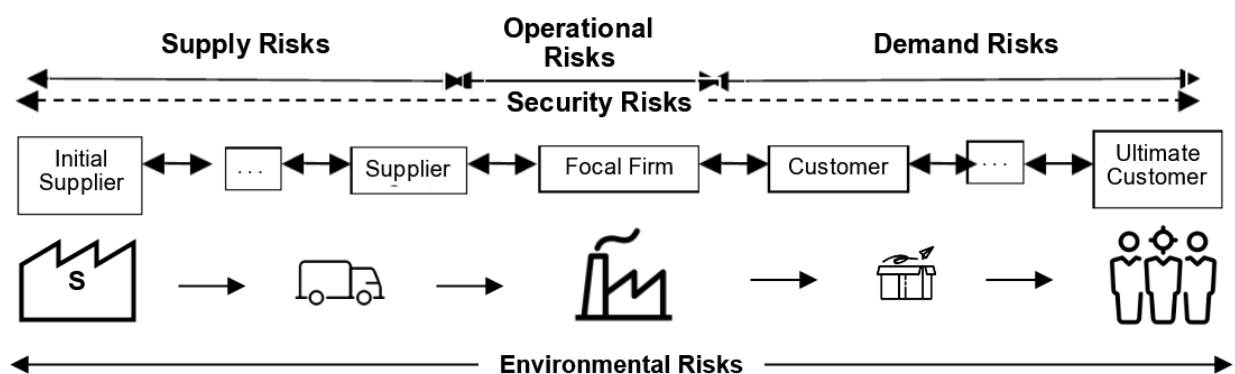 Supply Risks
Operational
Risks
Demand Risks
Security Risks
Initial
Supplier
. . .
Supplier
Focal Firm
Customer
. . .
Ultimate
Customer
S
Environmental Risks